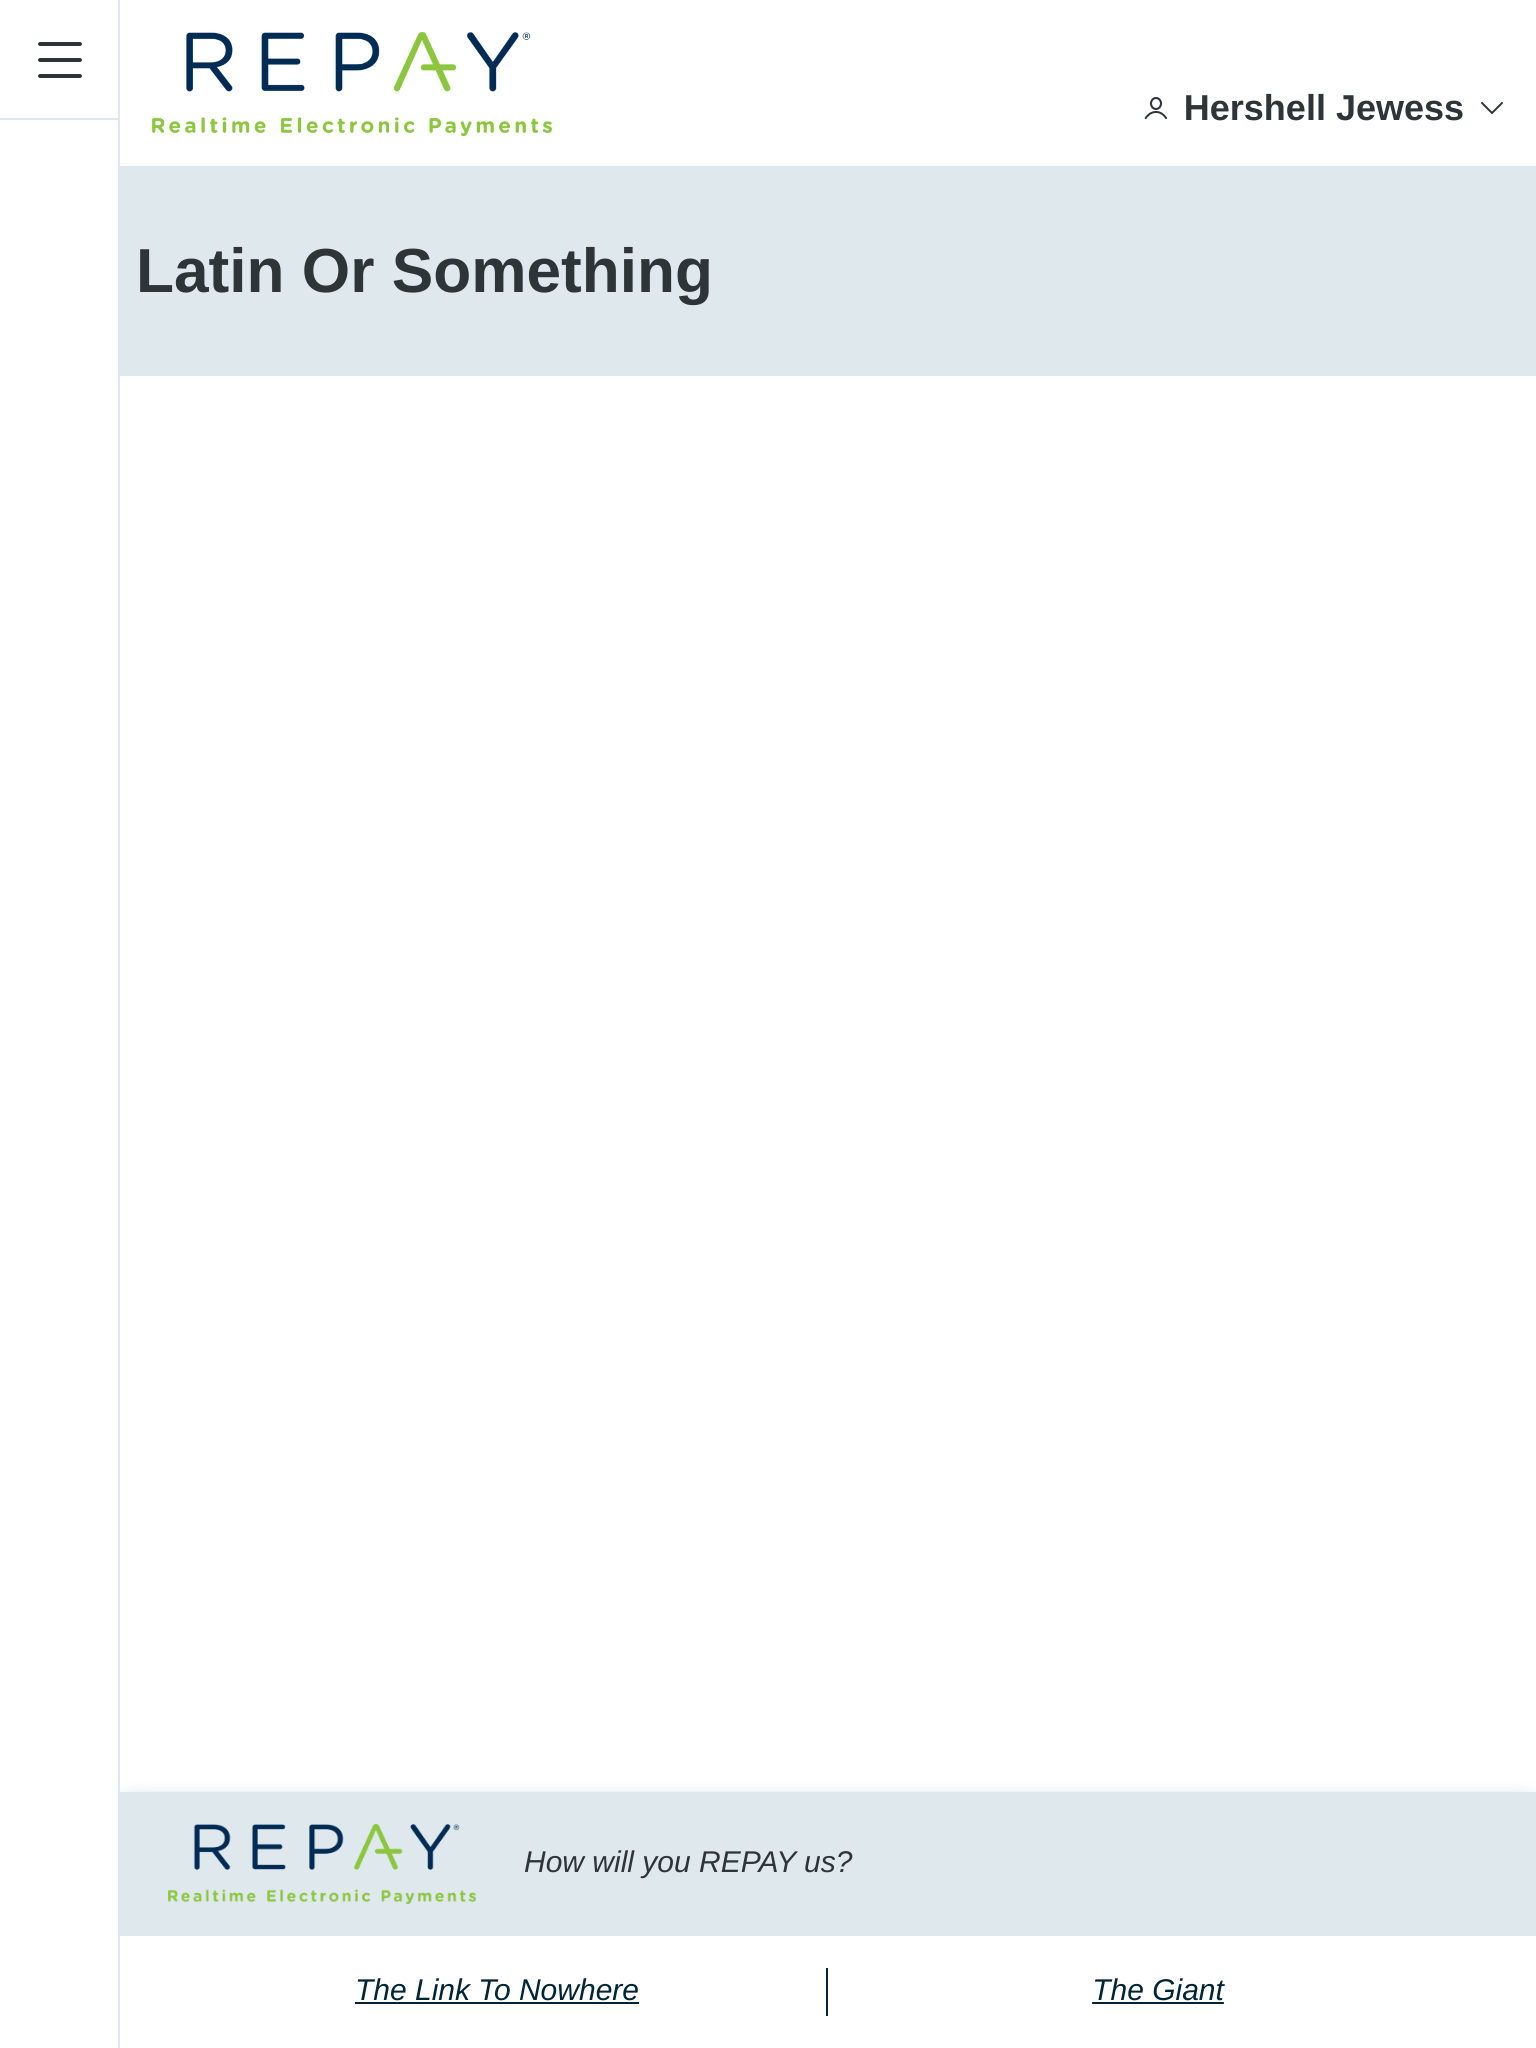 REPAY®
Realtime Electronic Payments
Hershell Jewess
Latin Or Something
REPAY®
Realtime Electronic Payments
How will you REPAY us?
The Link To Nowhere
The Giant